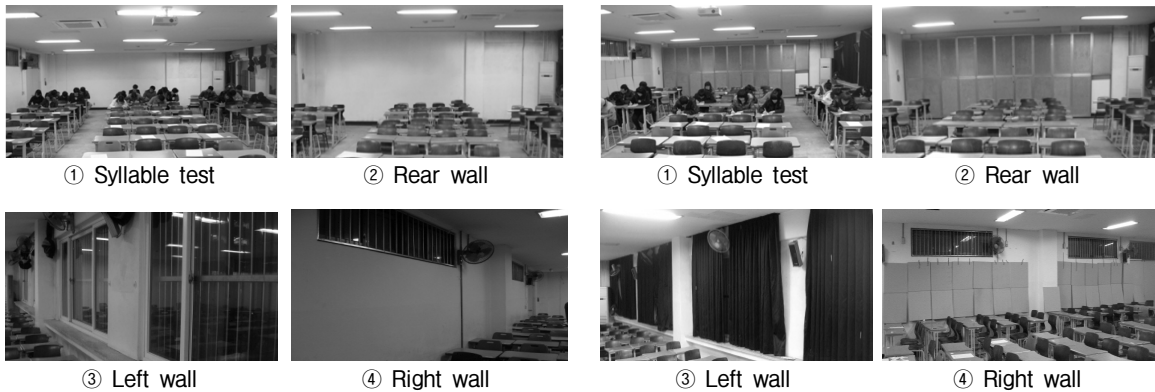 ① Syllable test
② Rear wall
① Syllable test
② Rear wall
③ Left wall
④ Right wall
③ Left wall
④ Right wall